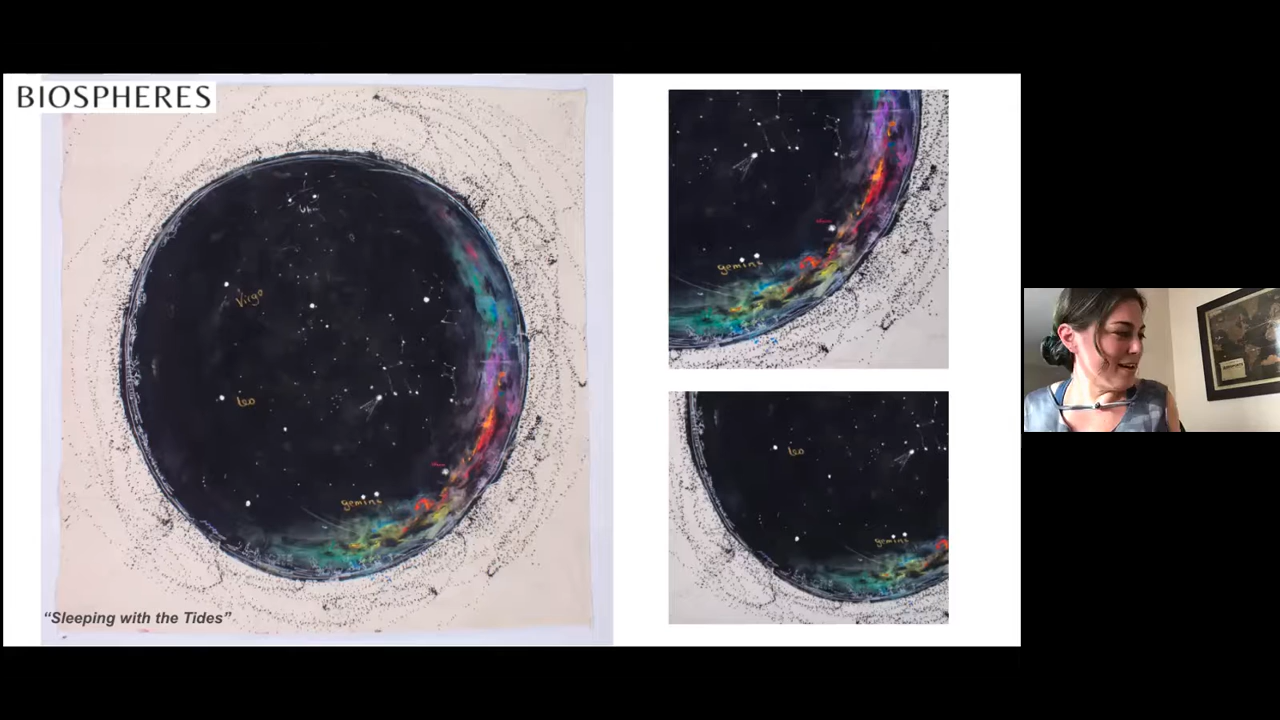 BIOSPHERES
Virgo
Leo
gemini
"Sleeping with the Tides"
gemini
leo
gemini